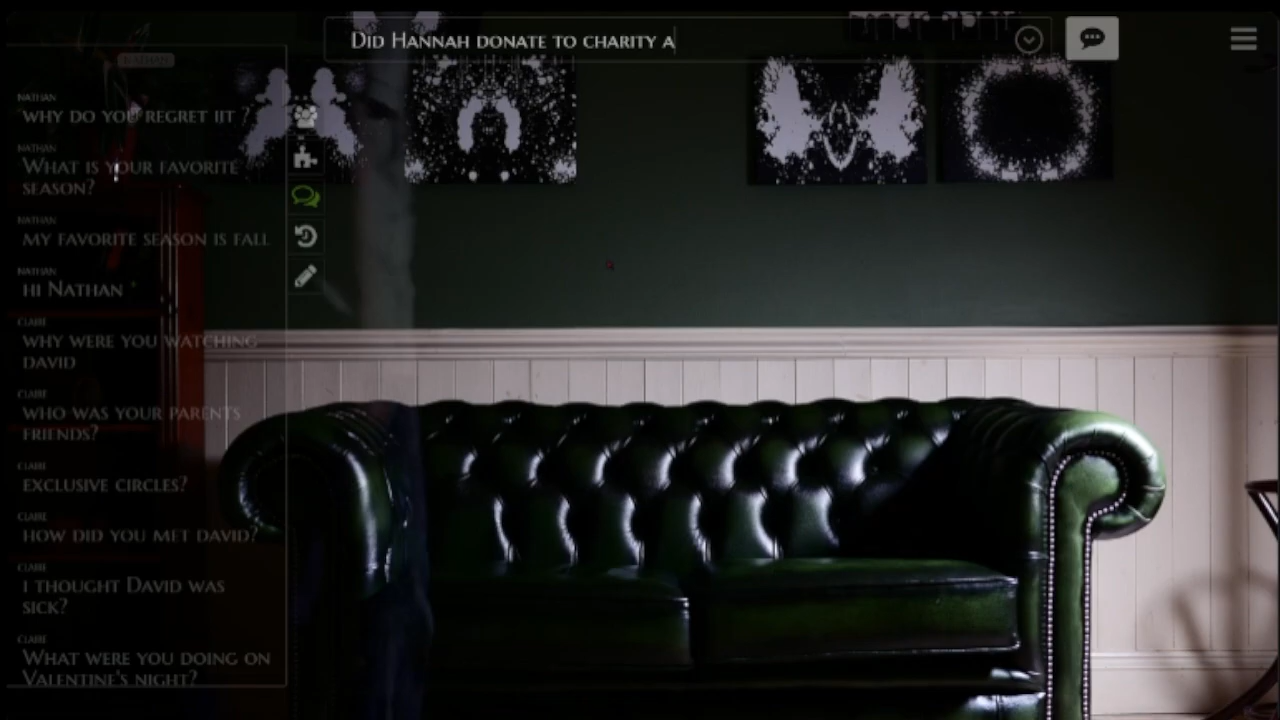 Did Hannah donate to charity a
NATHAN
NATHAN
why do you regret iit ?
NATHAN
What is your favorite
season?
NATHAN
my favorite season is fall
NATHAN
hi Nathan
CLAIRE
why were you watching
David
CLAIRE
who was your parents
friends?
CLAIRE
exclusive circles?
CLAIRE
how did you met David?
CLAIRE
i thought David was
sick?
CLAIRE
What were you doing on
Valentine's night?